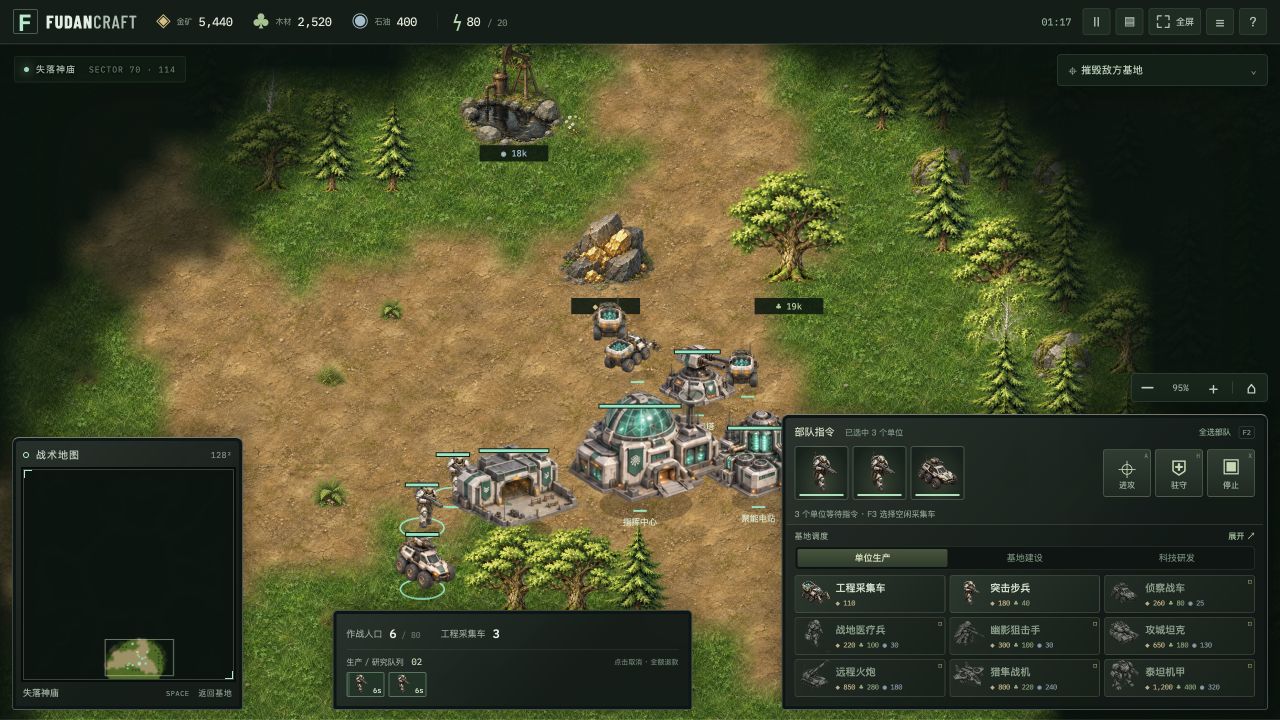 F FUDANCRAFT 金矿 5,440 木材 2,520 石油 400 80 / 20 01:17 全屏 ?
失落神庙 SECTOR 70 · 114
摧毁敌方基地
18k
19k
95%
指挥中心
聚能电站
战术地图 128²
失落神庙 SPACE 返回基地
作战人口 6 / 80 工程采集车 3
生产 / 研究队列 02 点击取消 · 全额退款
6s 6s
部队指令 已选中 3 个单位 全选部队 F2
A H X
进攻 驻守 停止
3 个单位等待指令 · F3 选择空闲采集车
基地调度 展开
单位生产 基地建设 科技研发
工程采集车 突击步兵 侦察战车
110 180 40 260 80 25
战地医疗兵 幽影狙击手 攻城坦克
220 100 30 300 100 30 650 180 130
远程火炮 猎隼战机 泰坦机甲
850 280 180 800 220 240 1,200 400 320